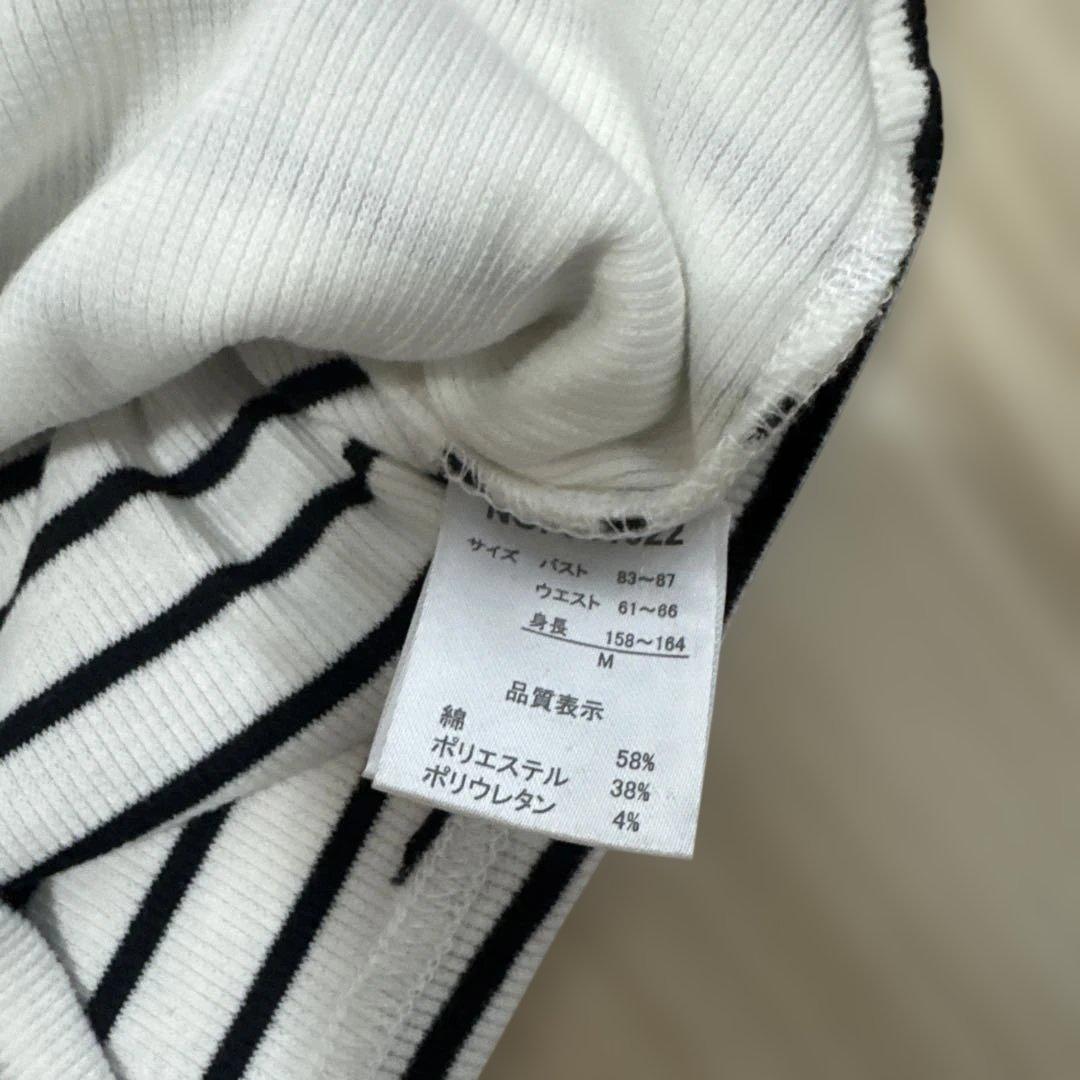 サイズ バスト 83～87
ウエスト 61～66
身長 158～164
M
品質表示
綿 58%
ポリエステル 38%
ポリウレタン 4%